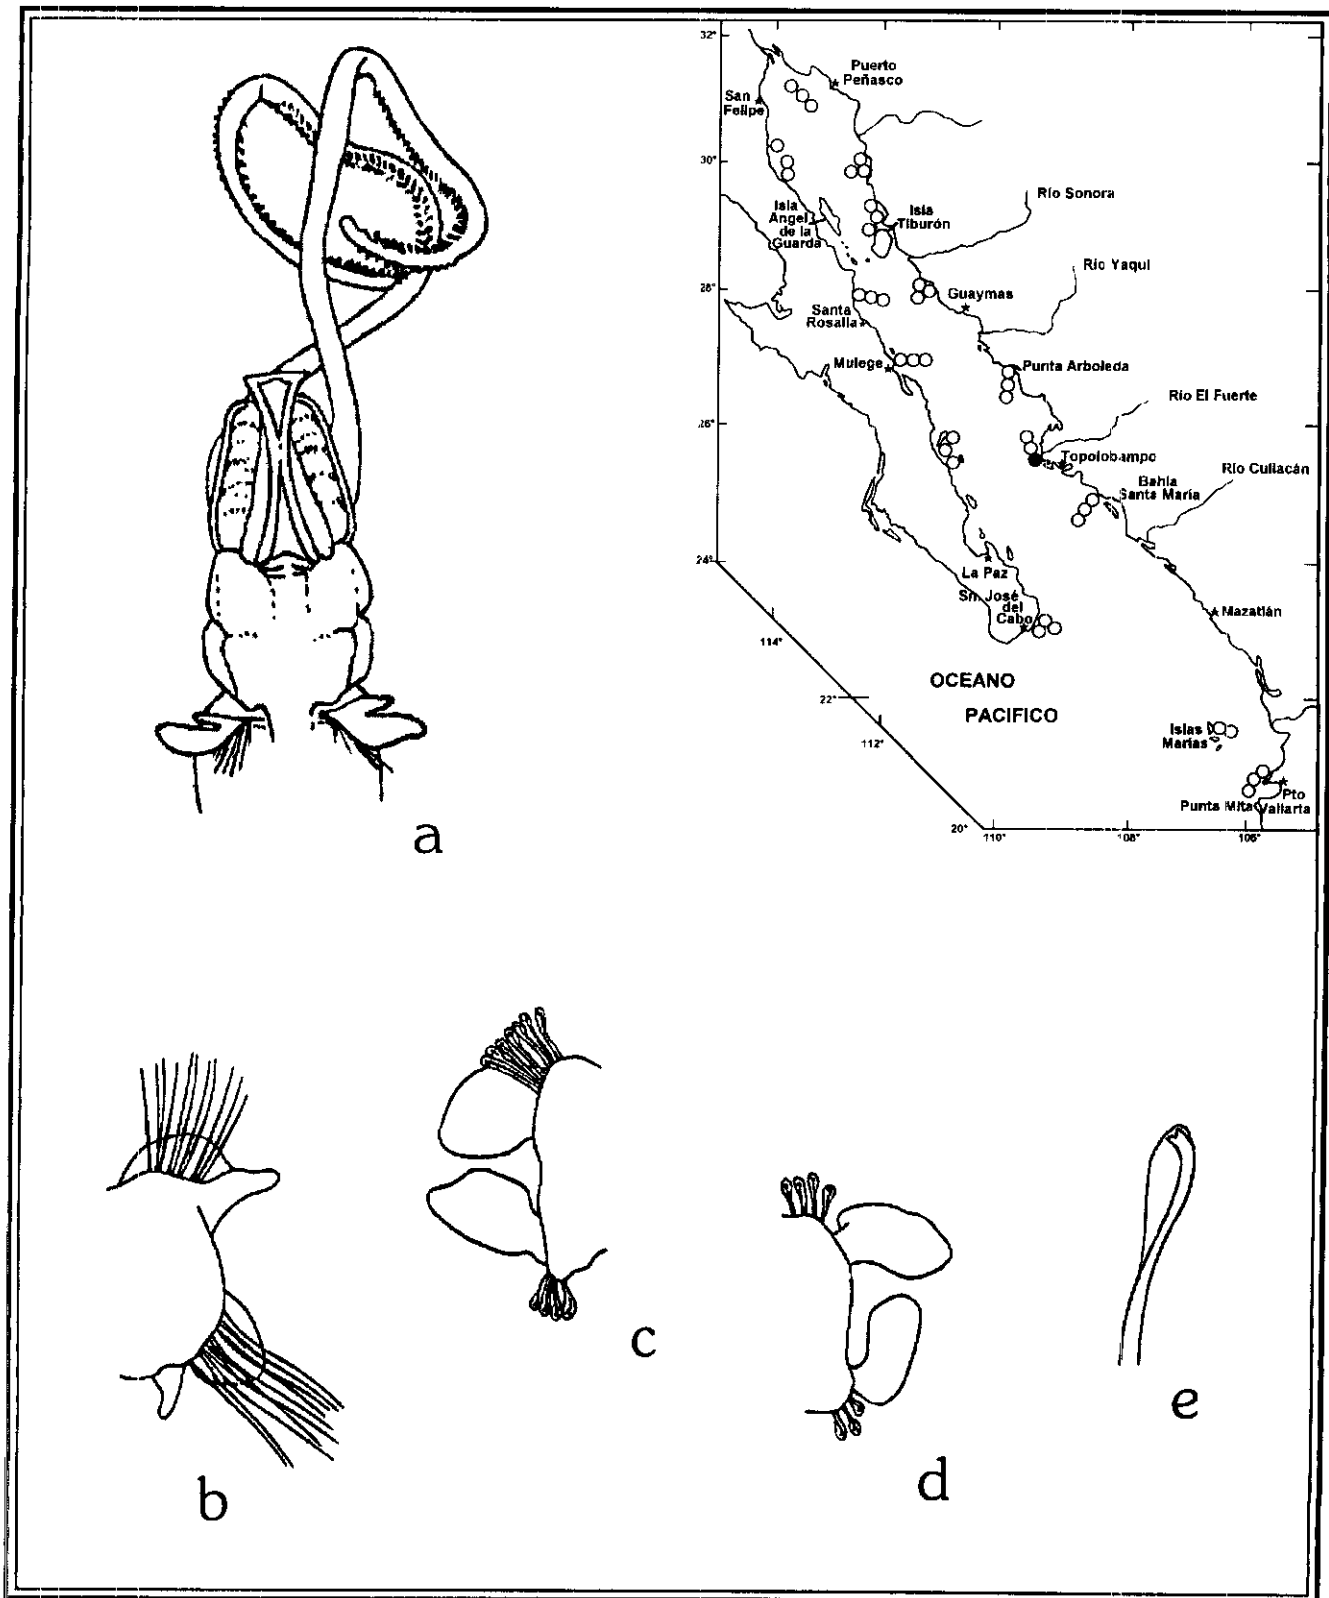 32°
Puerto
Peñasco
San
Felipe
30°
Río Sonora
Isla
Angel
de la
Guarda
Isla
Tiburón
Río Yaqui
28°
Guaymas
Santa
Rosalia
Mulege
Punta Arboleda
Río El Fuerte
26°
Topolobampo
Río Culiacán
Bahía
Santa María
24°
La Paz
Sn. José
del
Cabo
Mazatlán
114°
OCEANO
PACIFICO
22°
112°
Islas
Marías
Punta Mita
Pto
Vallarta
20°
110°
108°
106°
a
b
c
d
e